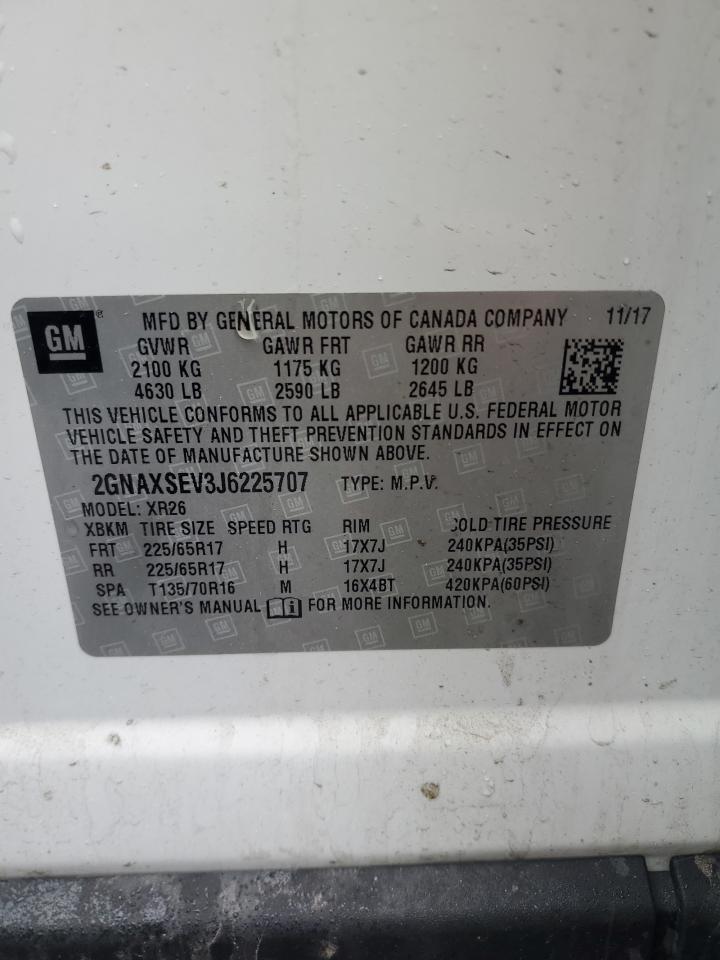 GM ® MFD BY GENERAL MOTORS OF CANADA COMPANY 11/17
GVWR GAWR FRT GAWR RR
2100 KG 1175 KG 1200 KG
4630 LB 2590 LB 2645 LB
THIS VEHICLE CONFORMS TO ALL APPLICABLE U.S. FEDERAL MOTOR
VEHICLE SAFETY AND THEFT PREVENTION STANDARDS IN EFFECT ON
THE DATE OF MANUFACTURE SHOWN ABOVE.
2GNAXSEV3J6225707 TYPE: M.P.V.
MODEL: XR26
XBKM TIRE SIZE SPEED RTG RIM COLD TIRE PRESSURE
FRT 225/65R17 H 17X7J 240KPA(35PSI)
RR 225/65R17 H 17X7J 240KPA(35PSI)
SPA T135/70R16 M 16X4BT 420KPA(60PSI)
SEE OWNER'S MANUAL FOR MORE INFORMATION.